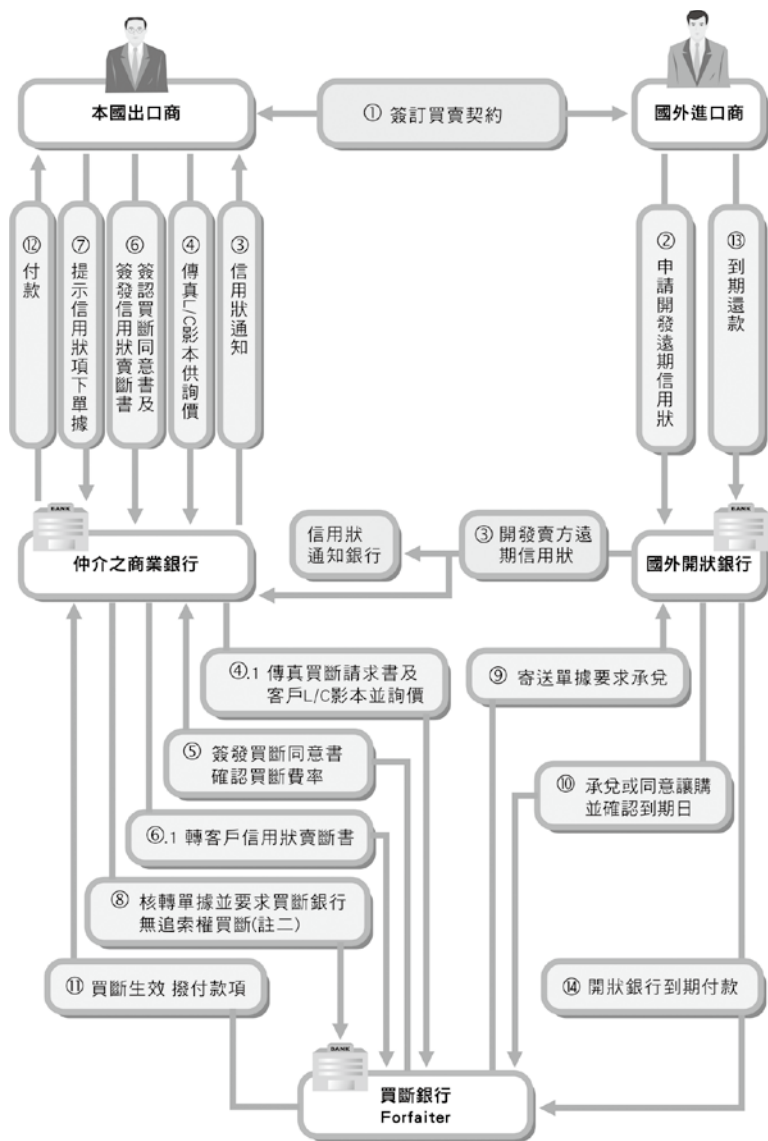 本國出口商
① 簽訂買賣契約
國外進口商
⑫付款
⑦提示信用狀項下單據
⑥簽認買斷同意書及
簽發信用狀賣斷書
④傳真L/C影本供詢價
③信用狀通知
②申請開發遠期信用狀
⑬到期還款
BANK
仲介之商業銀行
信用狀
通知銀行
③ 開發賣方遠
期信用狀
BANK
國外開狀銀行
④.1 傳真買斷請求書及
客戶L/C影本並詢價
⑨ 寄送單據要求承兌
⑤ 簽發買斷同意書
確認買斷費率
⑩ 承兌或同意讓購
並確認到期日
⑥.1 轉客戶信用狀賣斷書
⑧ 核轉單據並要求買斷銀行
無追索權買斷(註二)
⑪ 買斷生效 撥付款項
⑭ 開狀銀行到期付款
BANK
買斷銀行
Forfaiter